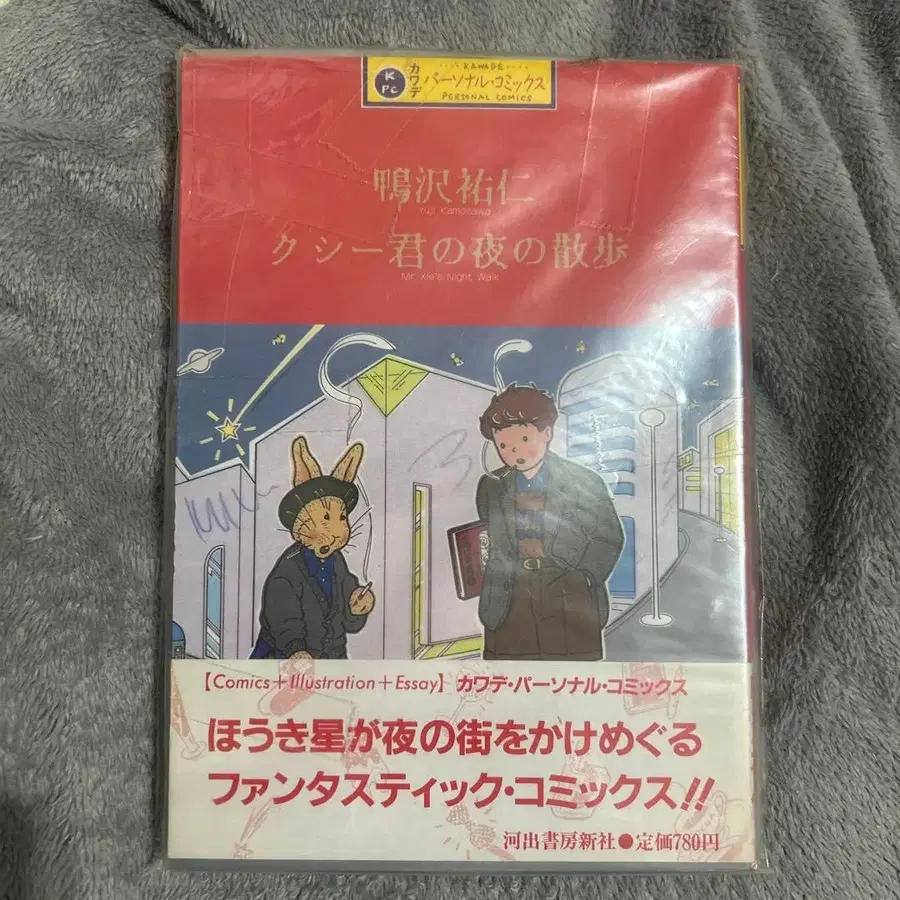 KAWADE
カワデ
K
PC
パーソナル・コミックス
PERSONAL COMICS
鴨沢祐仁
Yuji Kamosawa
クシー君の夜の散歩
Mr. Xie's Night Walk
【Comics+Illustration+Essay】カワデ・パーソナル・コミックス
ほうき星が夜の街をかけめぐる
ファンタスティック・コミックス!!
河出書房新社●定価780円